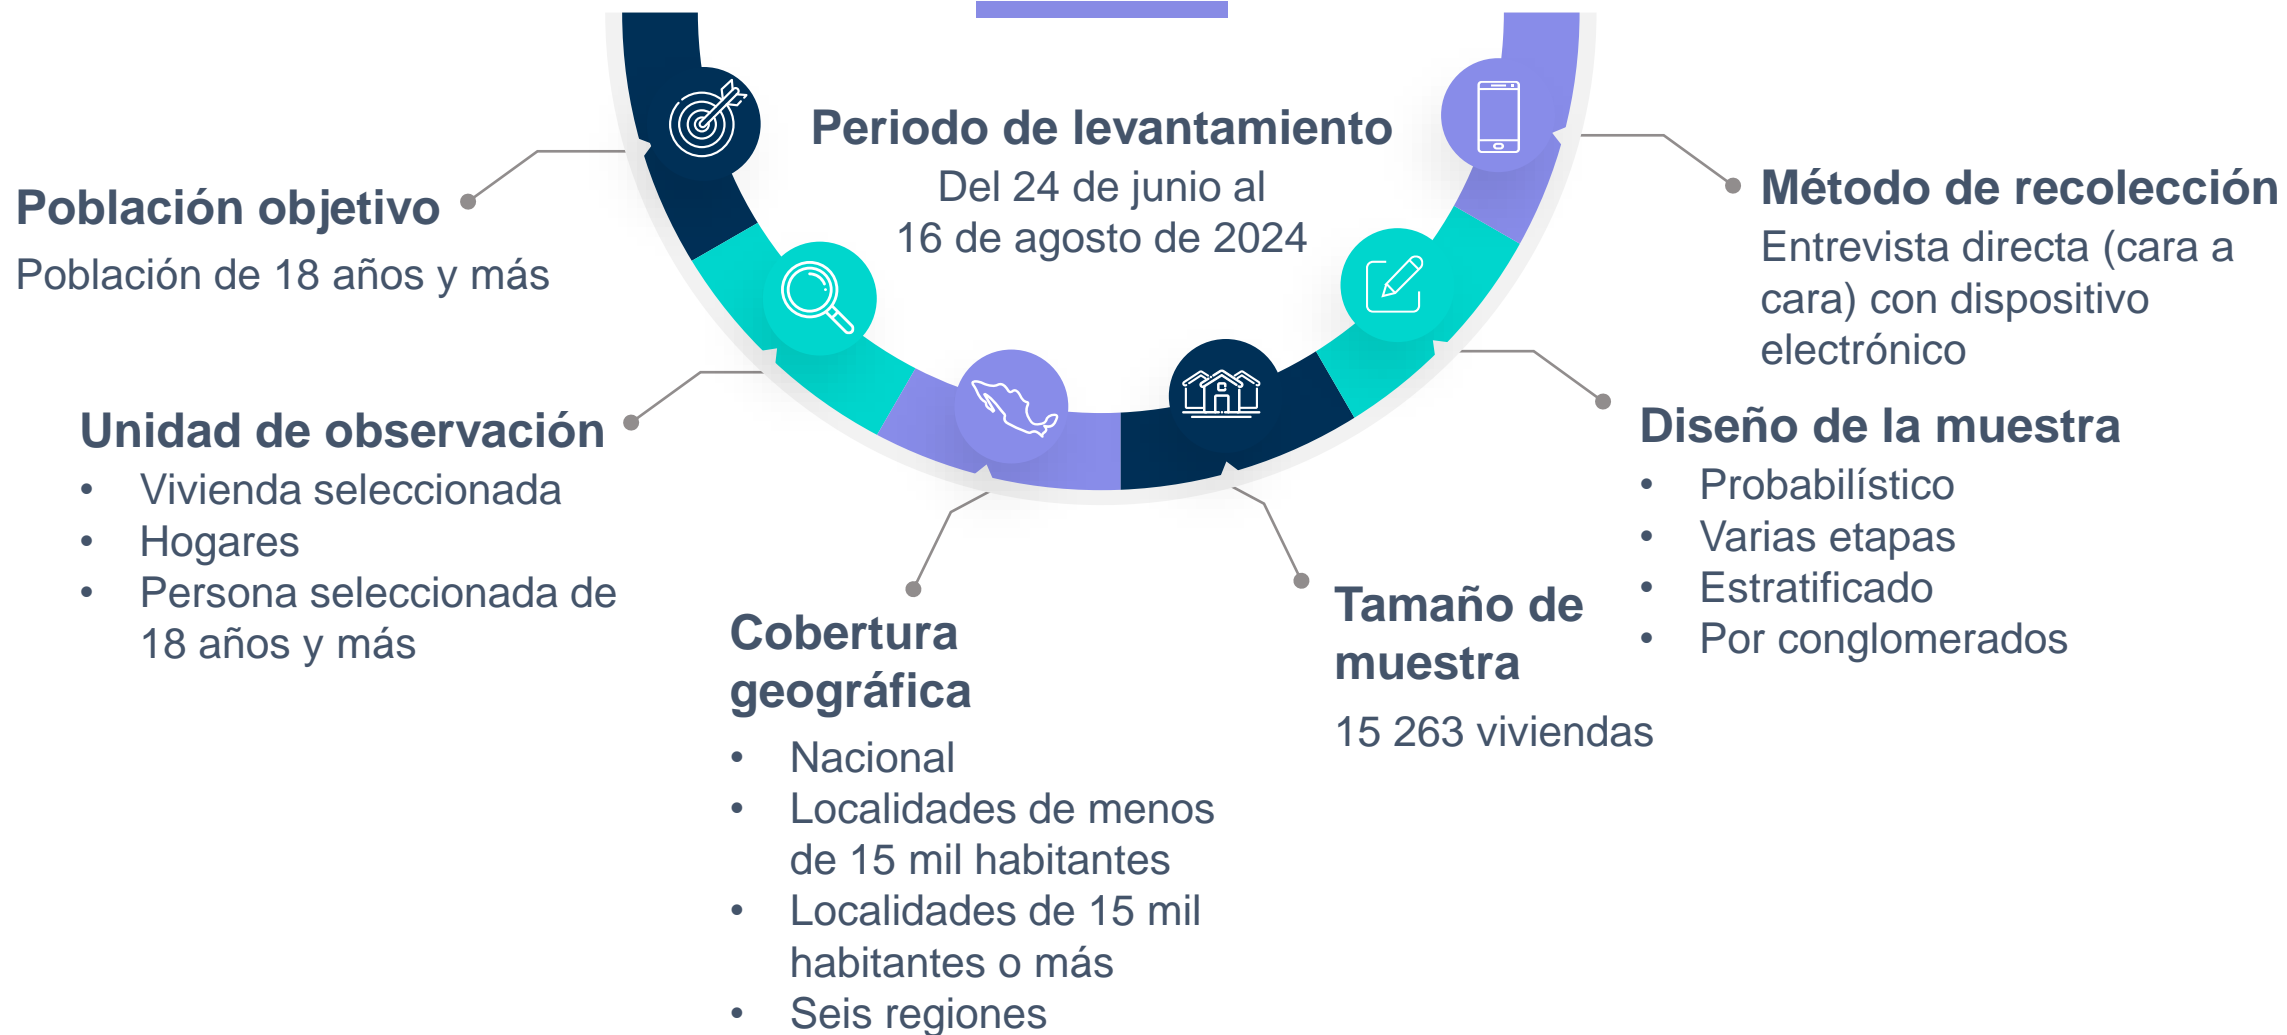 Periodo de levantamiento
Del 24 de junio al
16 de agosto de 2024
Población objetivo
Población de 18 años y más
Unidad de observación
• Vivienda seleccionada
• Hogares
• Persona seleccionada de
18 años y más
Cobertura
geográfica
• Nacional
• Localidades de menos
de 15 mil habitantes
• Localidades de 15 mil
habitantes o más
• Seis regiones
Tamaño de
muestra
15 263 viviendas
Diseño de la muestra
• Probabilístico
• Varias etapas
• Estratificado
• Por conglomerados
Método de recolección
Entrevista directa (cara a
cara) con dispositivo
electrónico